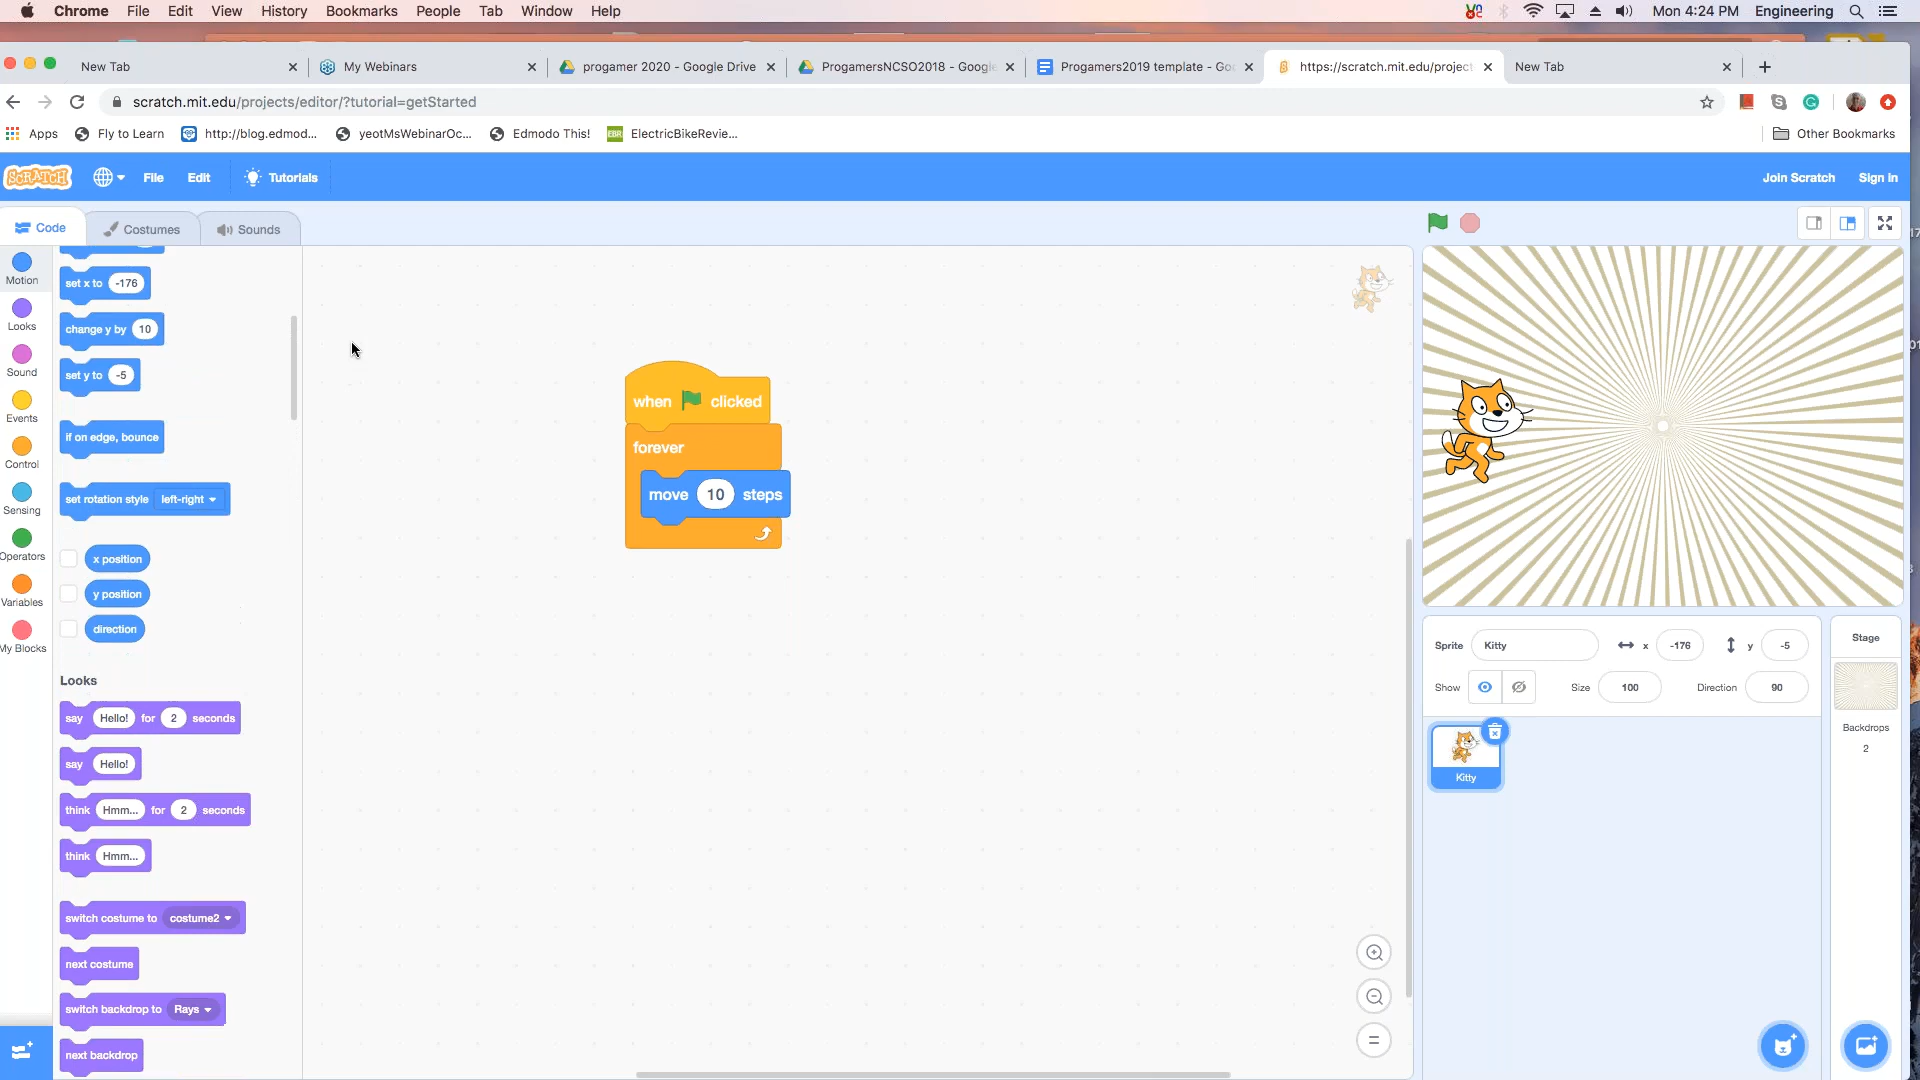 Chrome File Edit View History Bookmarks People Tab Window Help Mon 4:24 PM Engineering
New Tab My Webinars progamer 2020 - Google Drive ProgamersNCSO2018 - Google Progamers2019 template - Goo https://scratch.mit.edu/project New Tab
scratch.mit.edu/projects/editor/?tutorial=getStarted
Apps Fly to Learn http://blog.edmod... yeotMsWebinarOc... Edmodo This! EBR ElectricBikeRevie... Other Bookmarks
SCRATCH File Edit Tutorials Join Scratch Sign in
Code Costumes Sounds
Motion
Looks
Sound
Events
Control
Sensing
Operators
Variables
My Blocks
set x to -176
change y by 10
set y to -5
if on edge, bounce
set rotation style left-right
x position
y position
direction
Looks
say Hello! for 2 seconds
say Hello!
think Hmm... for 2 seconds
think Hmm...
switch costume to costume2
next costume
switch backdrop to Rays
next backdrop
when clicked
forever
move 10 steps
Sprite Kitty x -176 y -5
Show Size 100 Direction 90
Kitty
Stage
Backdrops
2